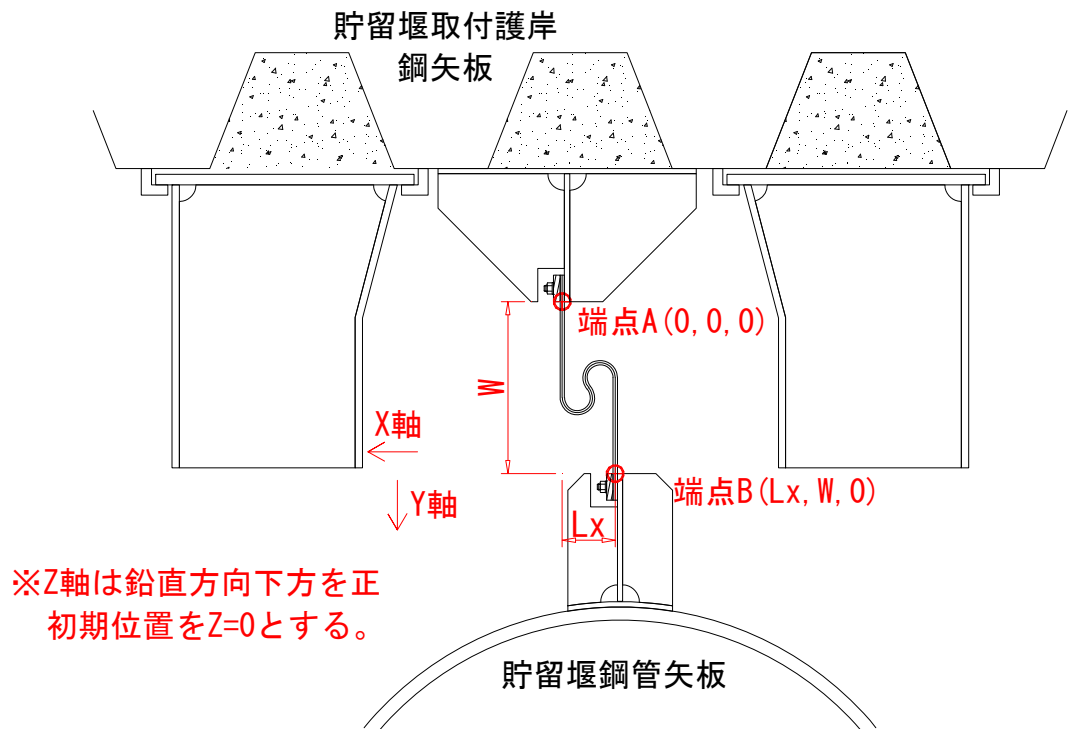 貯留堰取付護岸
鋼矢板
端点A(0,0,0)
W
X軸
Y軸
端点B(Lx,W,0)
Lx
※Z軸は鉛直方向下方を正
初期位置をZ=0とする。
貯留堰鋼管矢板